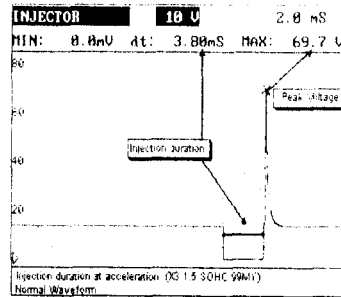 INJECTOR 10 V 2.0 mS
MIN: 0.0mV dt: 3.80mS MAX: 69.7 V
80
Peak Voltage
60
Injection duration
40
20
0
Injection duration at acceleration (X3 1.5 SOHC 99MY)
Normal Waveform